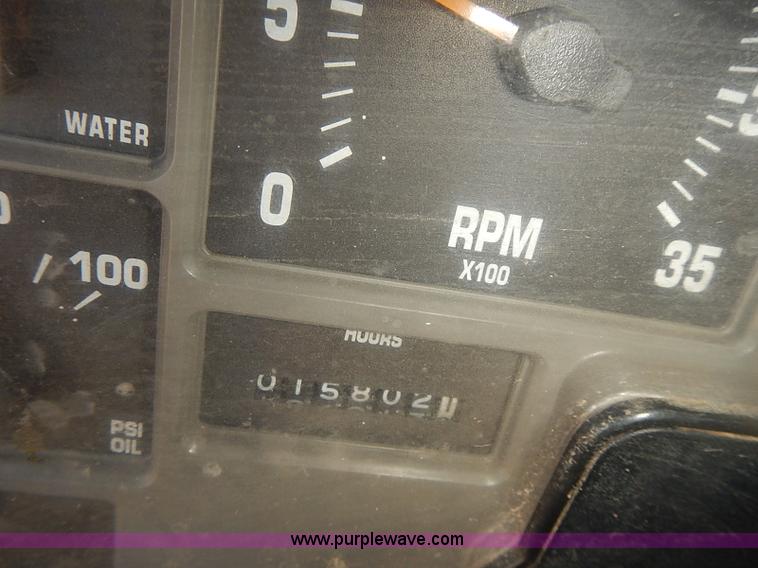 5
WATER
0
RPM
X100
35
100
HOURS
015802
PSI
OIL
www.purplewave.com